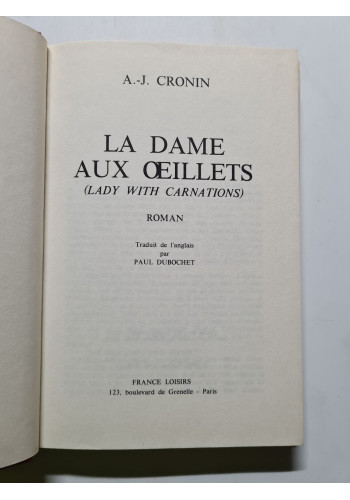 A.-J. CRONIN
LA DAME
AUX ŒILLETS
(LADY WITH CARNATIONS)
ROMAN
Traduit de l'anglais
par
PAUL DUBOCHET
FRANCE LOISIRS
123, boulevard de Grenelle - Paris